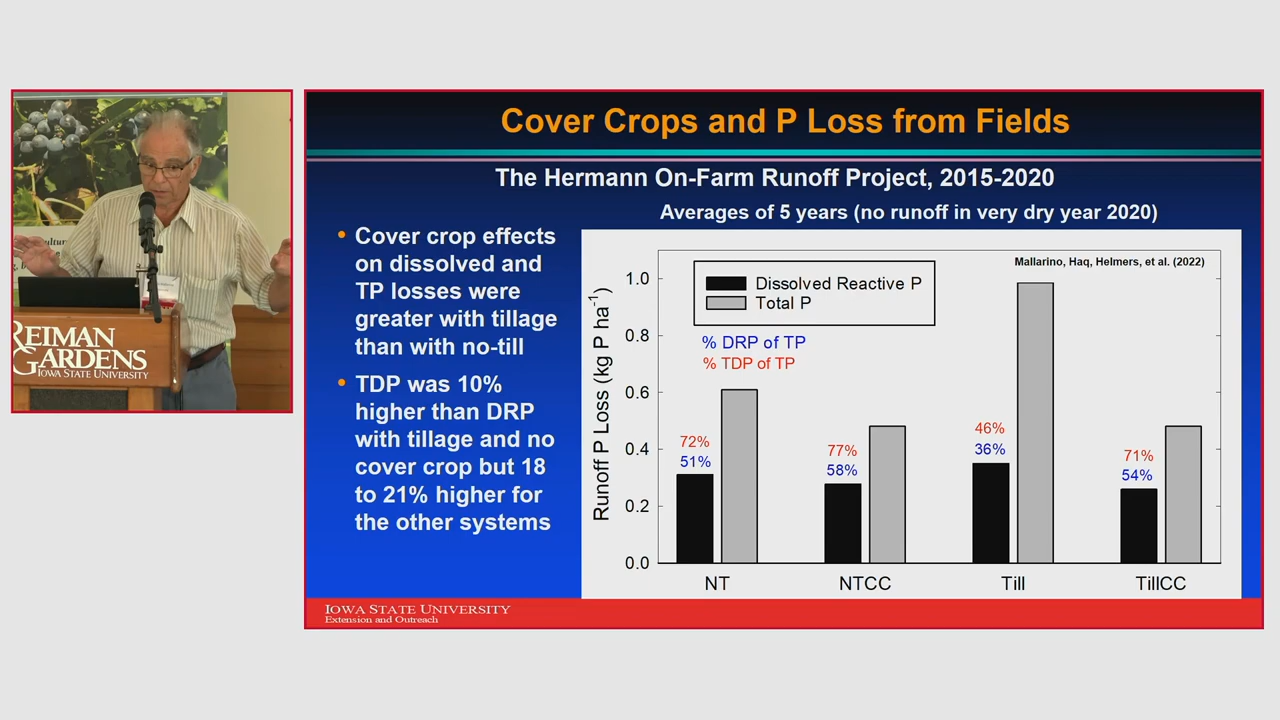 REIMAN
GARDENS
IOWA STATE UNIVERSITY
Cover Crops and P Loss from Fields
The Hermann On-Farm Runoff Project, 2015-2020
Averages of 5 years (no runoff in very dry year 2020)
• Cover crop effects
on dissolved and
TP losses were
greater with tillage
than with no-till
• TDP was 10%
higher than DRP
with tillage and no
cover crop but 18
to 21% higher for
the other systems
Mallarino, Haq, Helmers, et al. (2022)
Dissolved Reactive P
Total P
% DRP of TP
% TDP of TP
Runoff P Loss (kg P ha-1)
1.0
0.8
0.6
0.4
0.2
0.0
72%
51%
77%
58%
46%
36%
71%
54%
NT
NTCC
Till
TillCC
IOWA STATE UNIVERSITY
Extension and Outreach